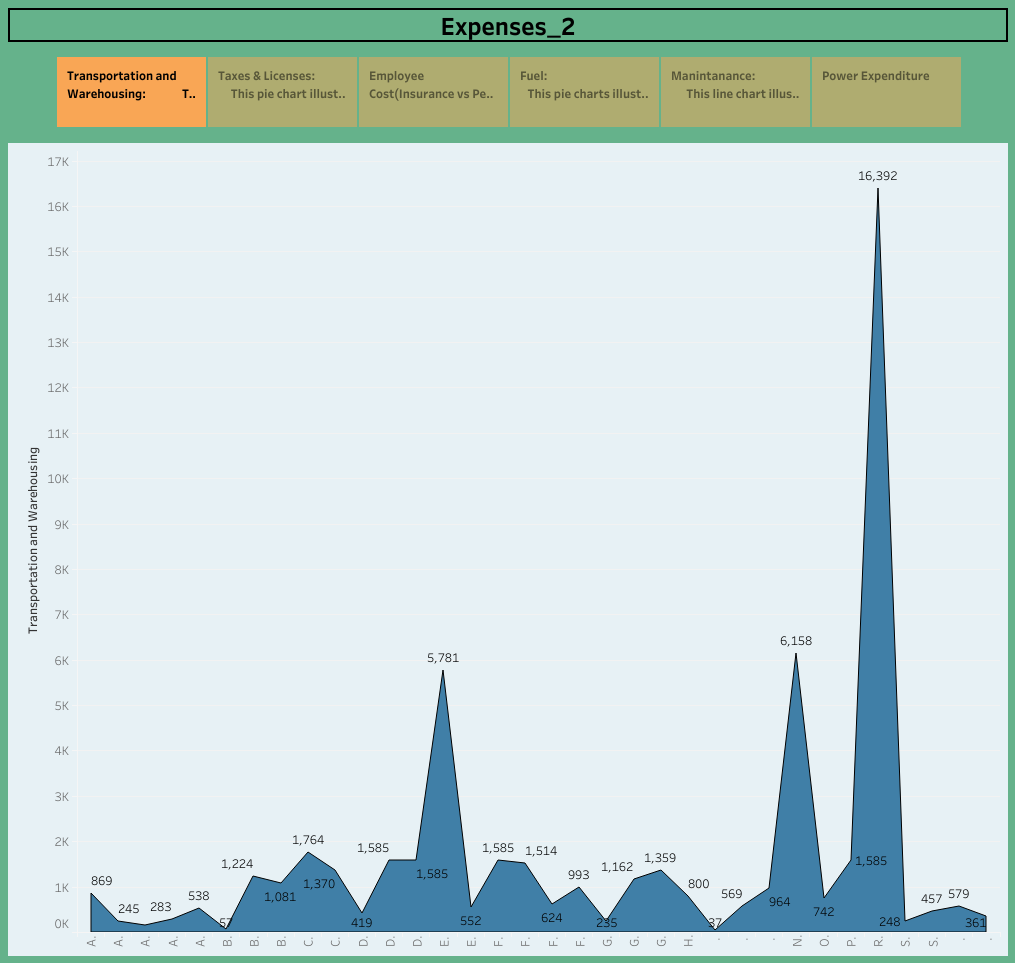 Expenses_2
Transportation and
Warehousing: T..
Taxes & Licenses:
This pie chart illust..
Employee
Cost(Insurance vs Pe..
Fuel:
This pie charts illust..
Manintanance:
This line chart illus..
Power Expenditure
Transportation and Warehousing
17K
16K
15K
14K
13K
12K
11K
10K
9K
8K
7K
6K
5K
4K
3K
2K
1K
0K
869
245
283
538
57
1,224
1,081
1,764
1,370
419
1,585
1,585
5,781
552
1,585
1,514
624
993
235
1,162
1,359
800
37
569
964
6,158
742
1,585
16,392
248
457
579
361
A.
A.
A.
A.
A.
B.
B.
B.
C.
C.
D.
D.
D.
E.
E.
F.
F.
F.
F.
G.
G.
G.
H.
.
.
.
N.
O.
P.
R.
S.
S.
.
.